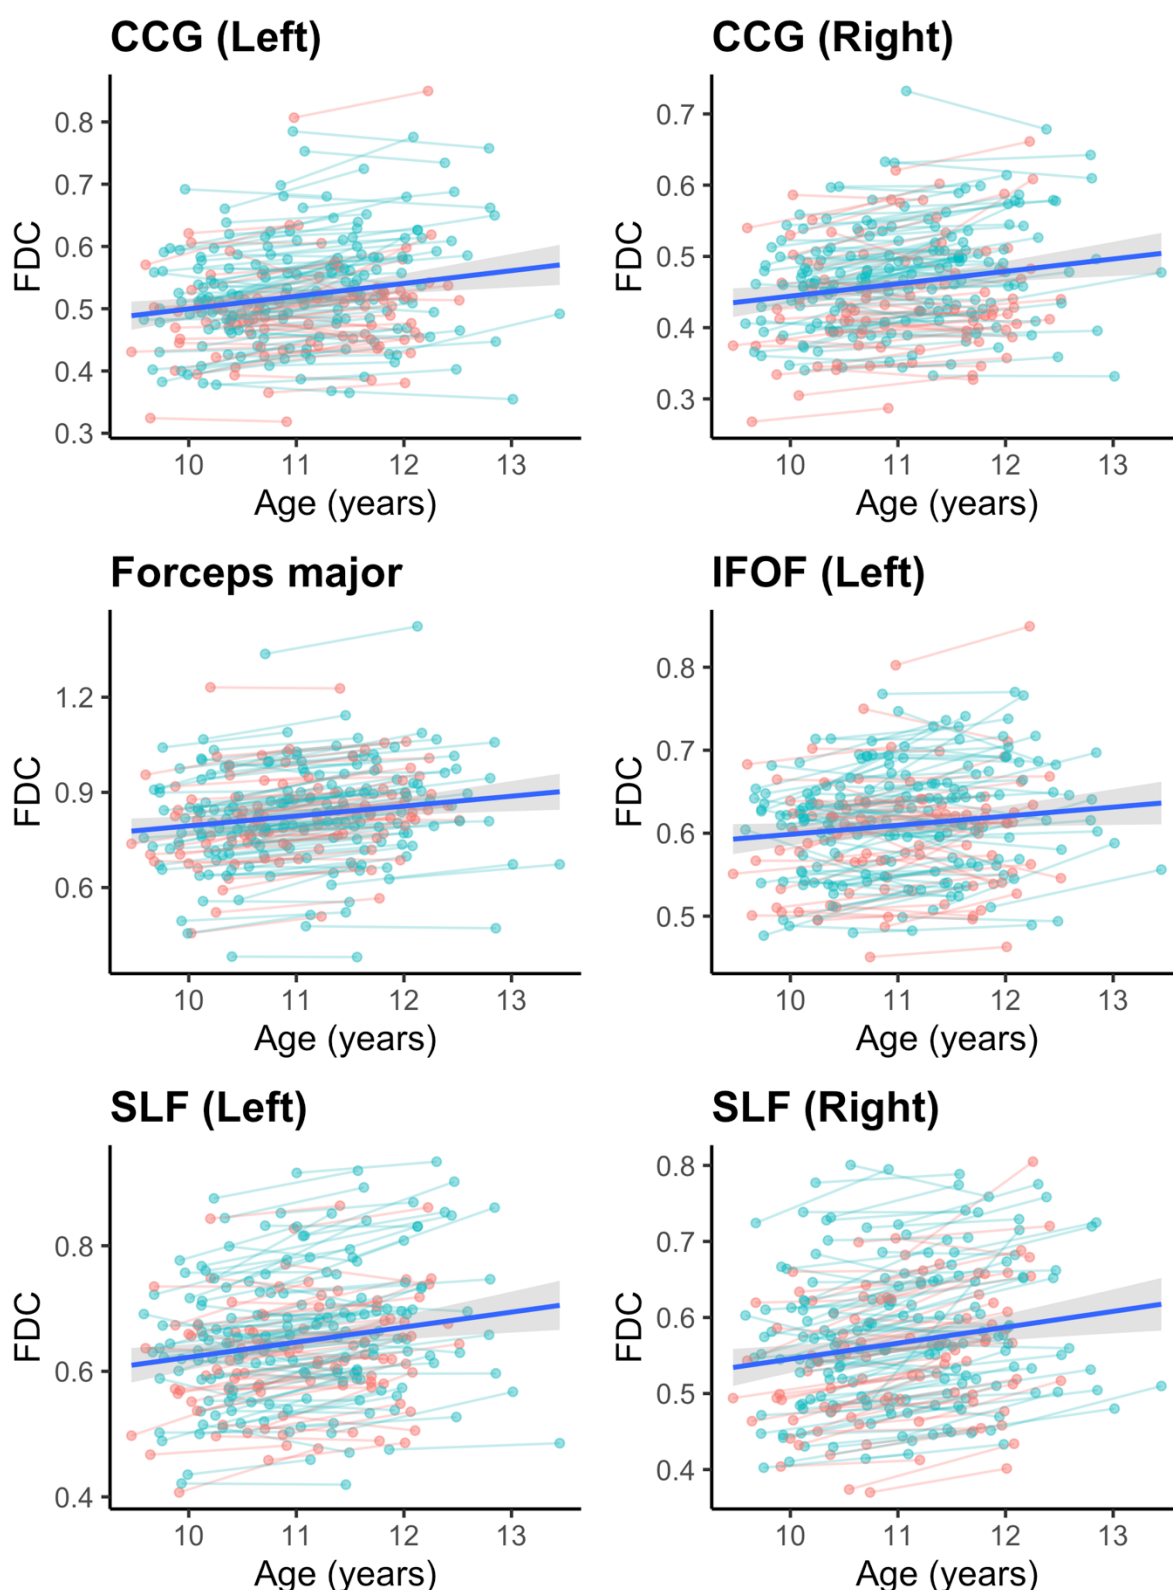 CCG (Left)
FDC
0.8
0.7
0.6
0.5
0.4
0.3
10 11 12 13
Age (years)
CCG (Right)
FDC
0.7
0.6
0.5
0.4
0.3
10 11 12 13
Age (years)
Forceps major
FDC
1.2
0.9
0.6
10 11 12 13
Age (years)
IFOF (Left)
FDC
0.8
0.7
0.6
0.5
10 11 12 13
Age (years)
SLF (Left)
FDC
0.8
0.6
0.4
10 11 12 13
Age (years)
SLF (Right)
FDC
0.8
0.7
0.6
0.5
0.4
10 11 12 13
Age (years)